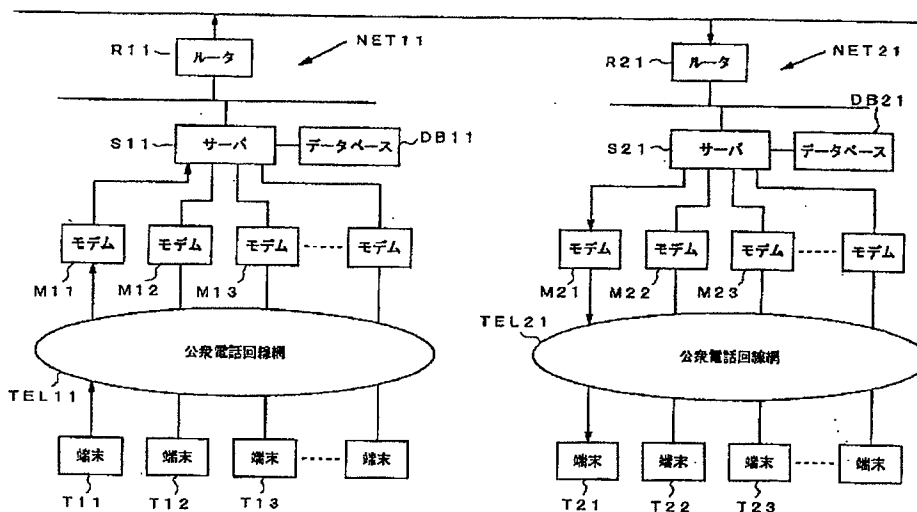 R11 ルータ NET11
R21 ルータ NET21
S11 サーバ データベース DB11
S21 サーバ データベース DB21
モデム モデム モデム モデム
モデム モデム モデム モデム
M11 M12 M13
M21 M22 M23
公衆電話回線網
TEL11
公衆電話回線網
TEL21
端末 端末 端末 端末
端末 端末 端末 端末
T11 T12 T13
T21 T22 T23